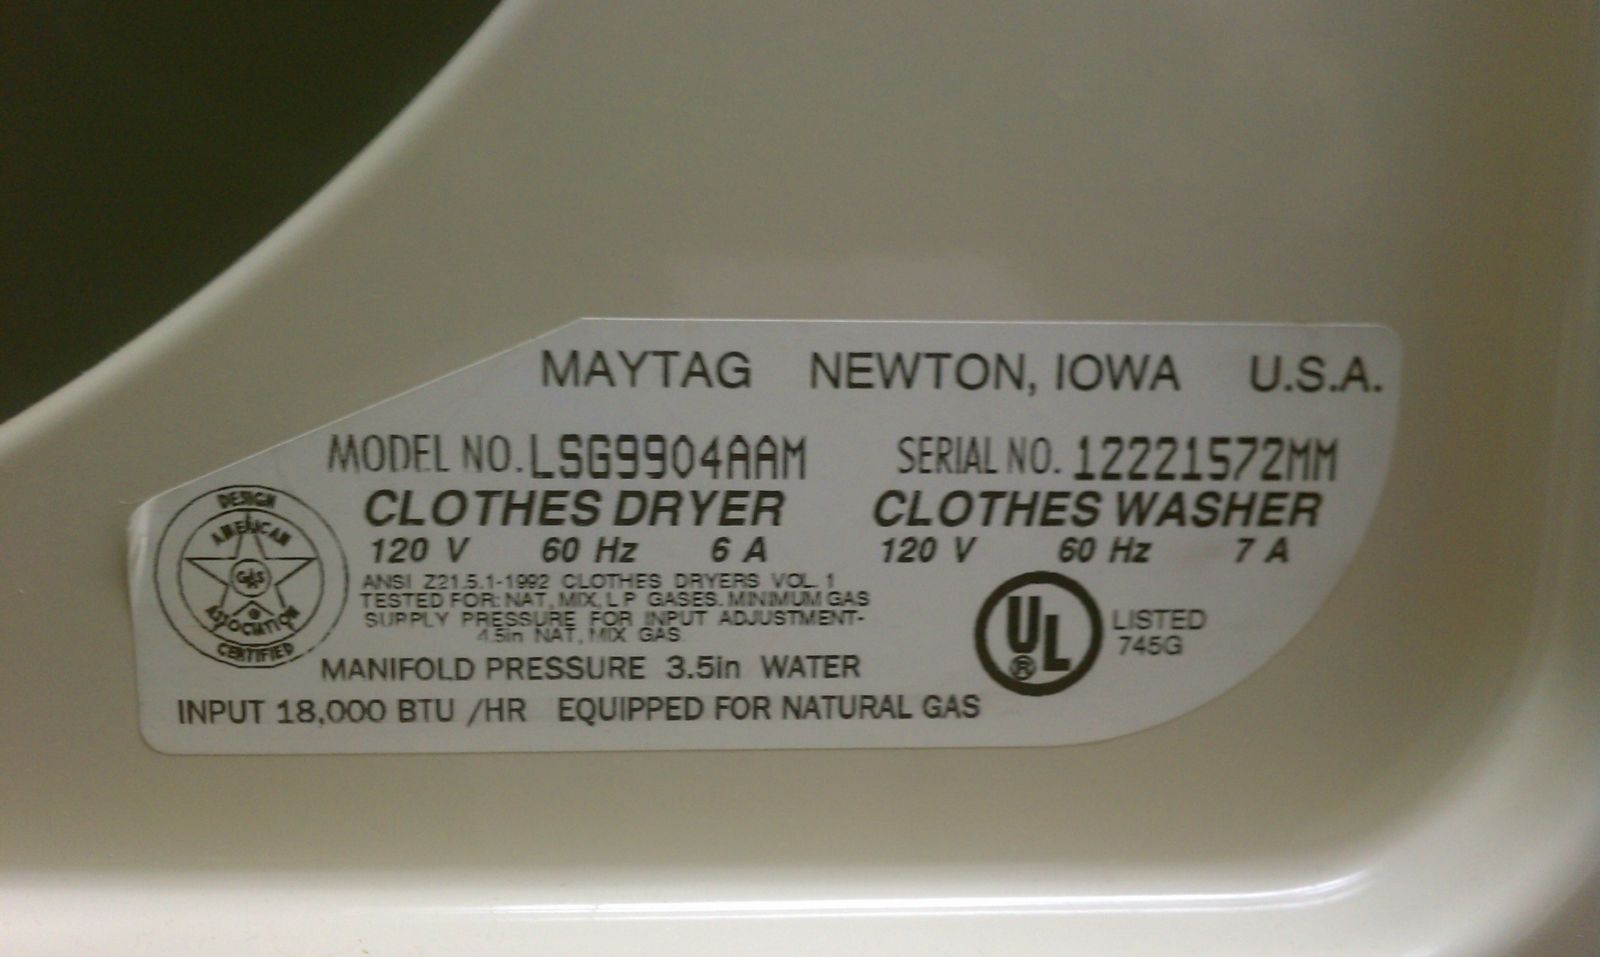 MAYTAG NEWTON, IOWA U.S.A.
MODEL NO. LSG9904AAM SERIAL NO. 12221572MM
CLOTHES DRYER CLOTHES WASHER
120 V 60 Hz 6 A 120 V 60 Hz 7 A
ANSI Z21.5.1-1992 CLOTHES DRYERS VOL. 1
TESTED FOR: NAT, MIX, L P GASES. MINIMUM GAS
SUPPLY PRESSURE FOR INPUT ADJUSTMENT-
4.5in NAT, MIX GAS
MANIFOLD PRESSURE 3.5in WATER
INPUT 18,000 BTU /HR EQUIPPED FOR NATURAL GAS
DESIGN
AMERICAN
GAS
ASSOCIATION
CERTIFIED
UL®
LISTED
745G